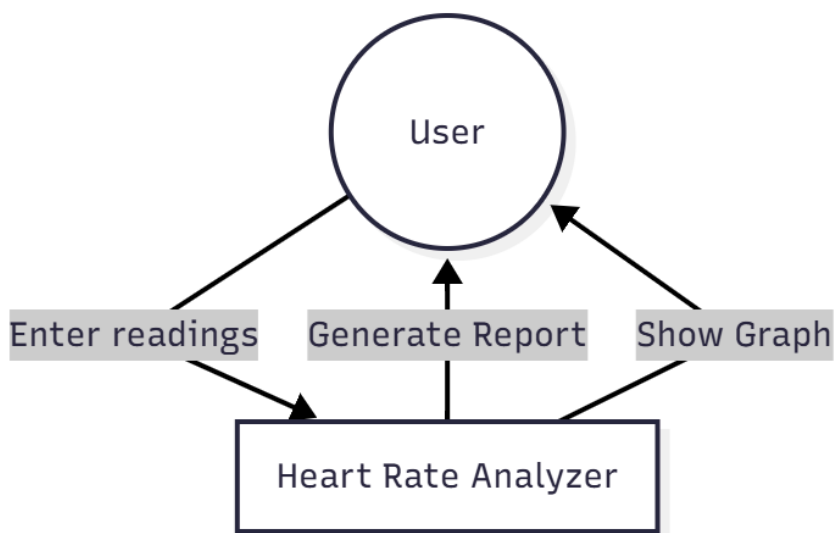 User
Enter readings
Generate Report
Show Graph
Heart Rate Analyzer